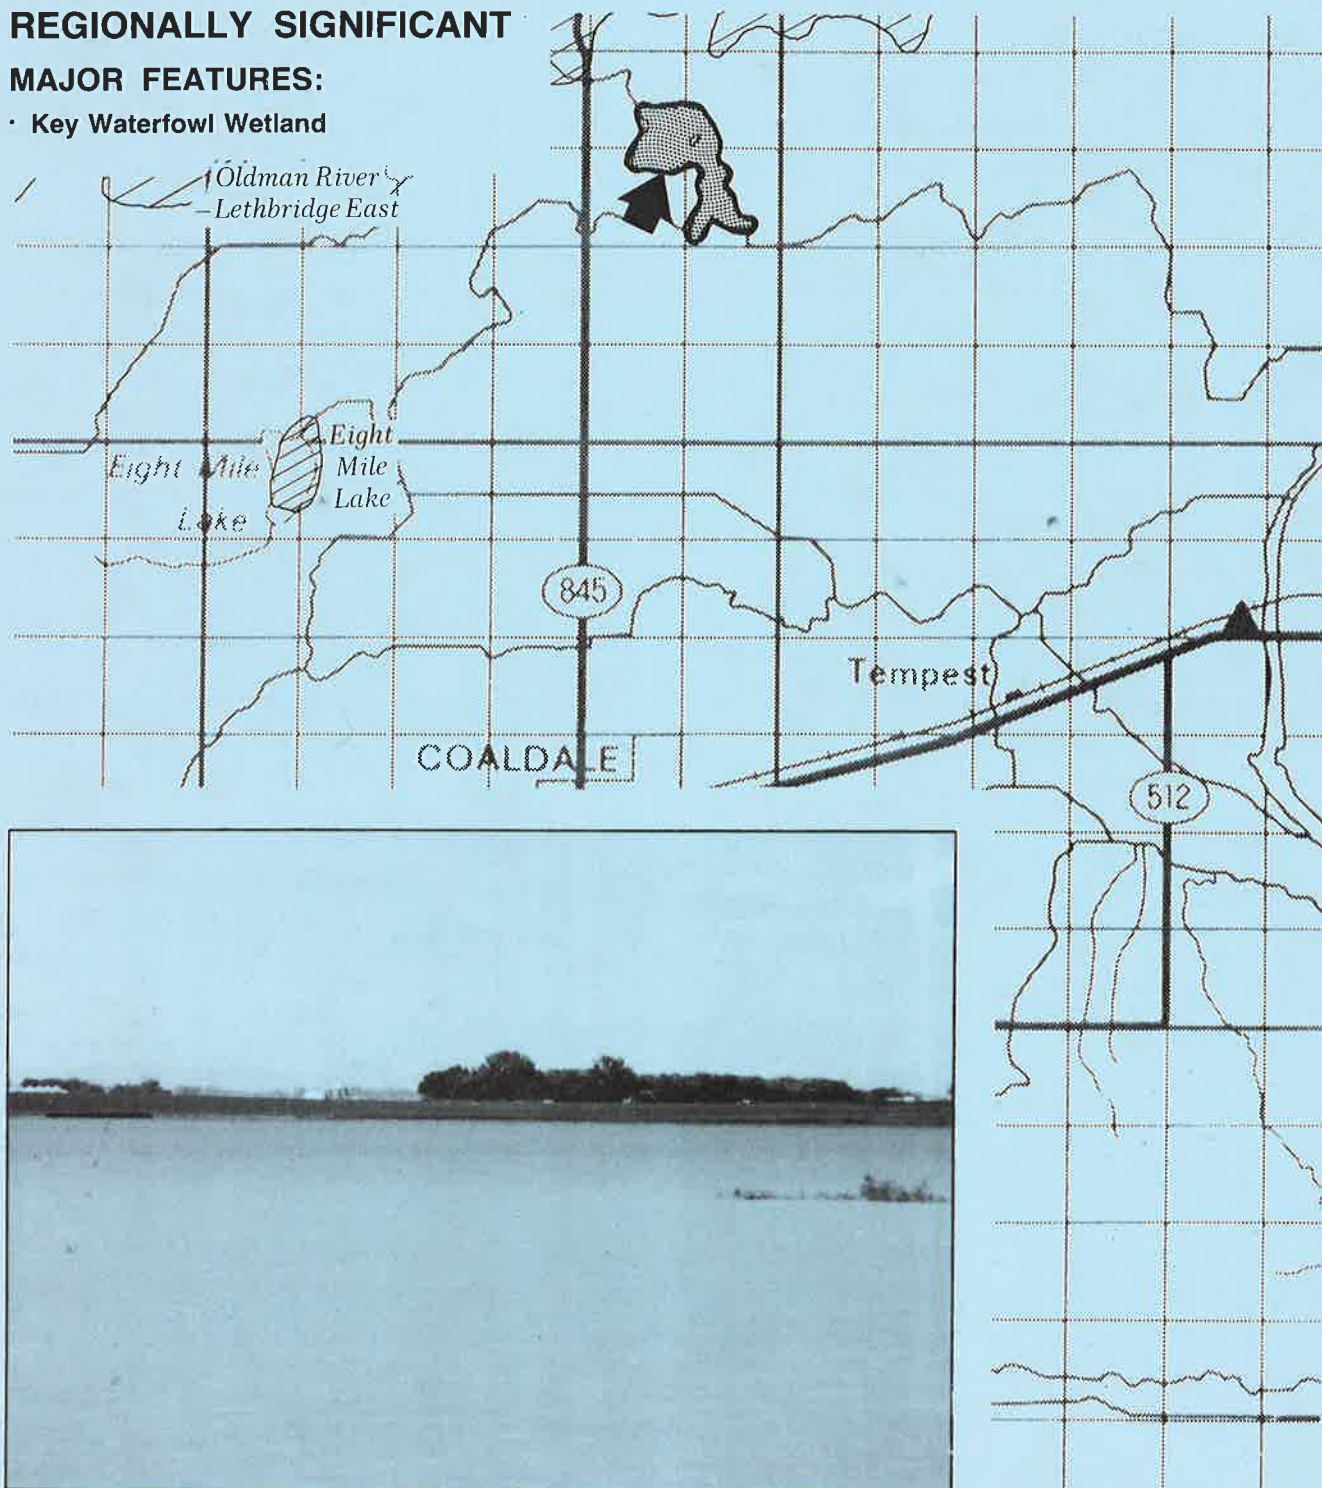 REGIONALLY SIGNIFICANT
MAJOR FEATURES:
· Key Waterfowl Wetland
Oldman River
Lethbridge East
Eight
Mile
Lake
Eight Mile
Lake
845
Tempest
COALDALE
512